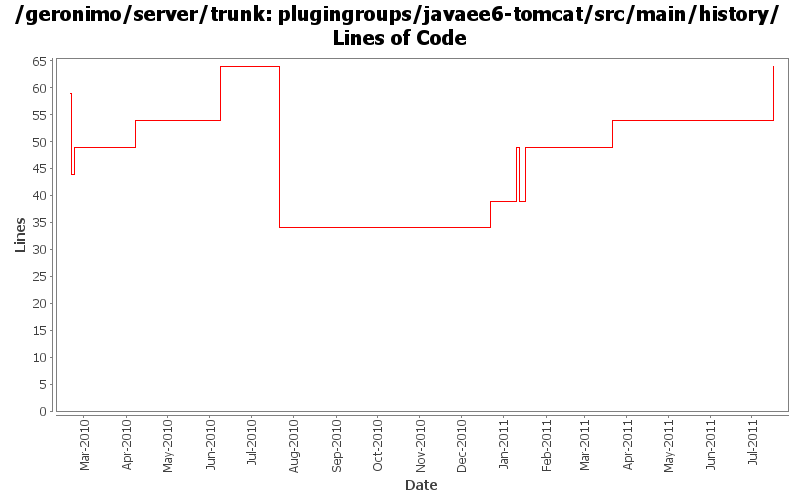 /geronimo/server/trunk: plugingroups/javaee6-tomcat/src/main/history/
Lines of Code
65
60
55
50
45
40
35
30
25
20
15
10
5
0
Lines
Mar-2010
Apr-2010
May-2010
Jun-2010
Jul-2010
Aug-2010
Sep-2010
Oct-2010
Nov-2010
Dec-2010
Jan-2011
Feb-2011
Mar-2011
Apr-2011
May-2011
Jun-2011
Jul-2011
Date